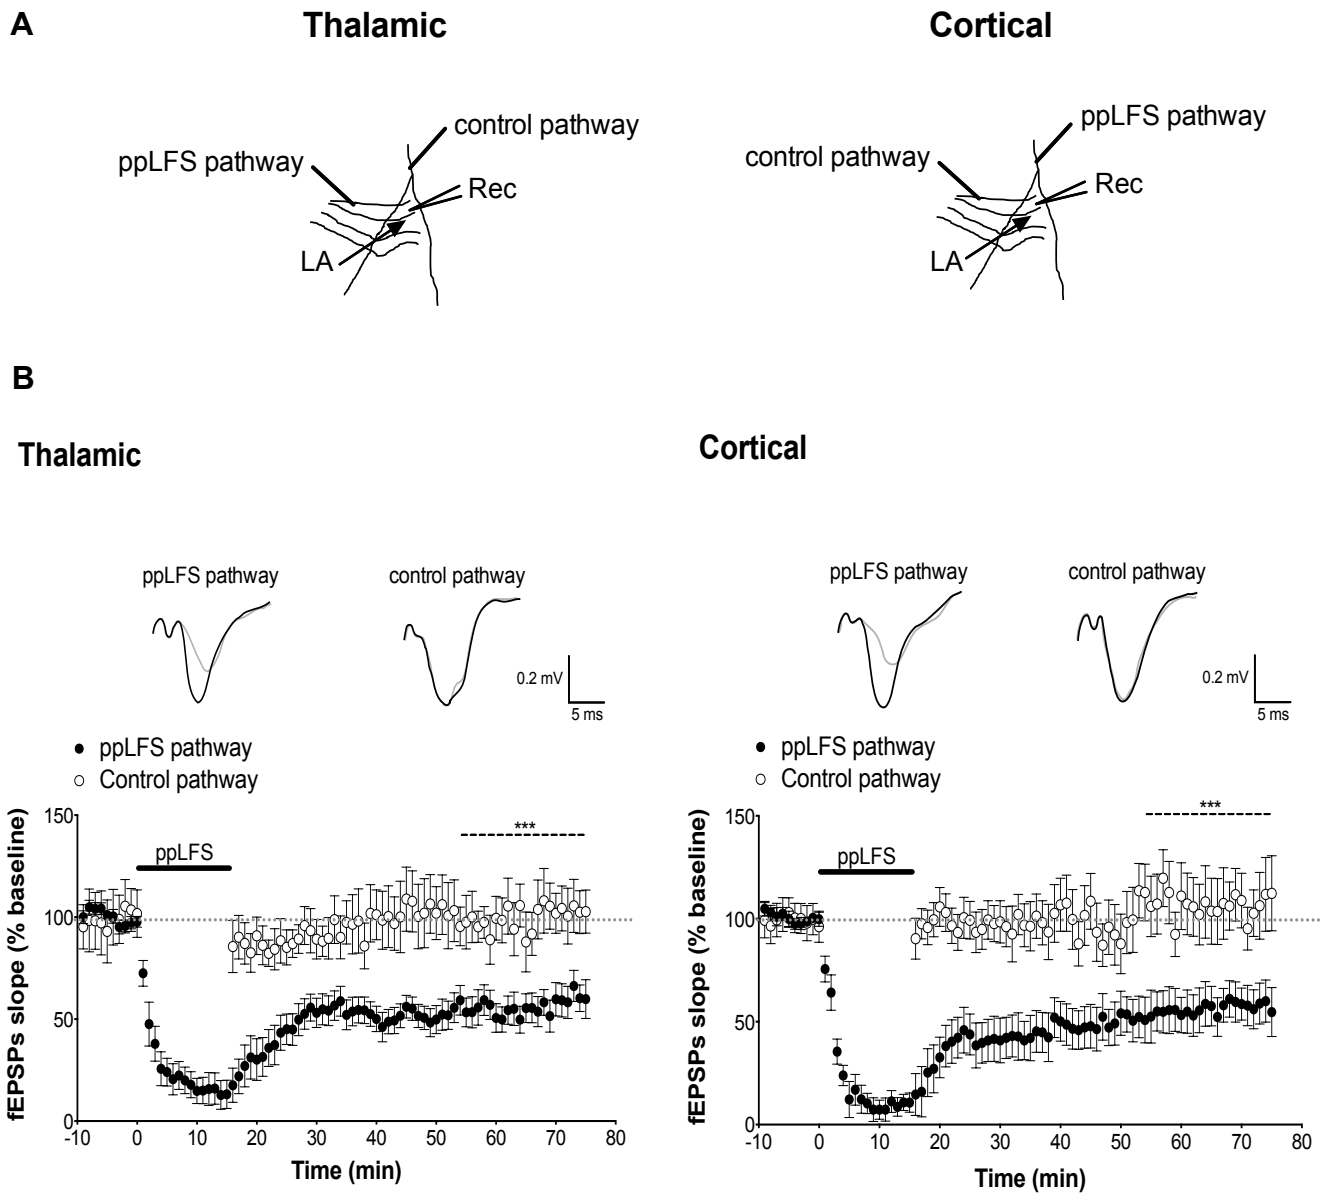 A
Thalamic
Cortical
control pathway
ppLFS pathway
Rec
LA
ppLFS pathway
control pathway
Rec
LA
B
Thalamic
ppLFS pathway
control pathway
0.2 mV
5 ms
ppLFS pathway
Control pathway
fEPSPs slope (% baseline)
150
100
50
0
ppLFS
***
-10 0 10 20 30 40 50 60 70 80
Time (min)
Cortical
ppLFS pathway
control pathway
0.2 mV
5 ms
ppLFS pathway
Control pathway
fEPSPs slope (% baseline)
150
100
50
0
ppLFS
***
-10 0 10 20 30 40 50 60 70 80
Time (min)